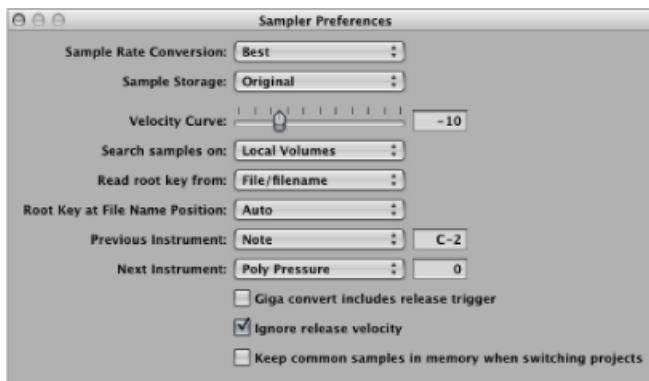 Sampler Preferences
Sample Rate Conversion: Best
Sample Storage: Original
Velocity Curve: -10
Search samples on: Local Volumes
Read root key from: File/filename
Root Key at File Name Position: Auto
Previous Instrument: Note C-2
Next Instrument: Poly Pressure 0
Giga convert includes release trigger
Ignore release velocity
Keep common samples in memory when switching projects